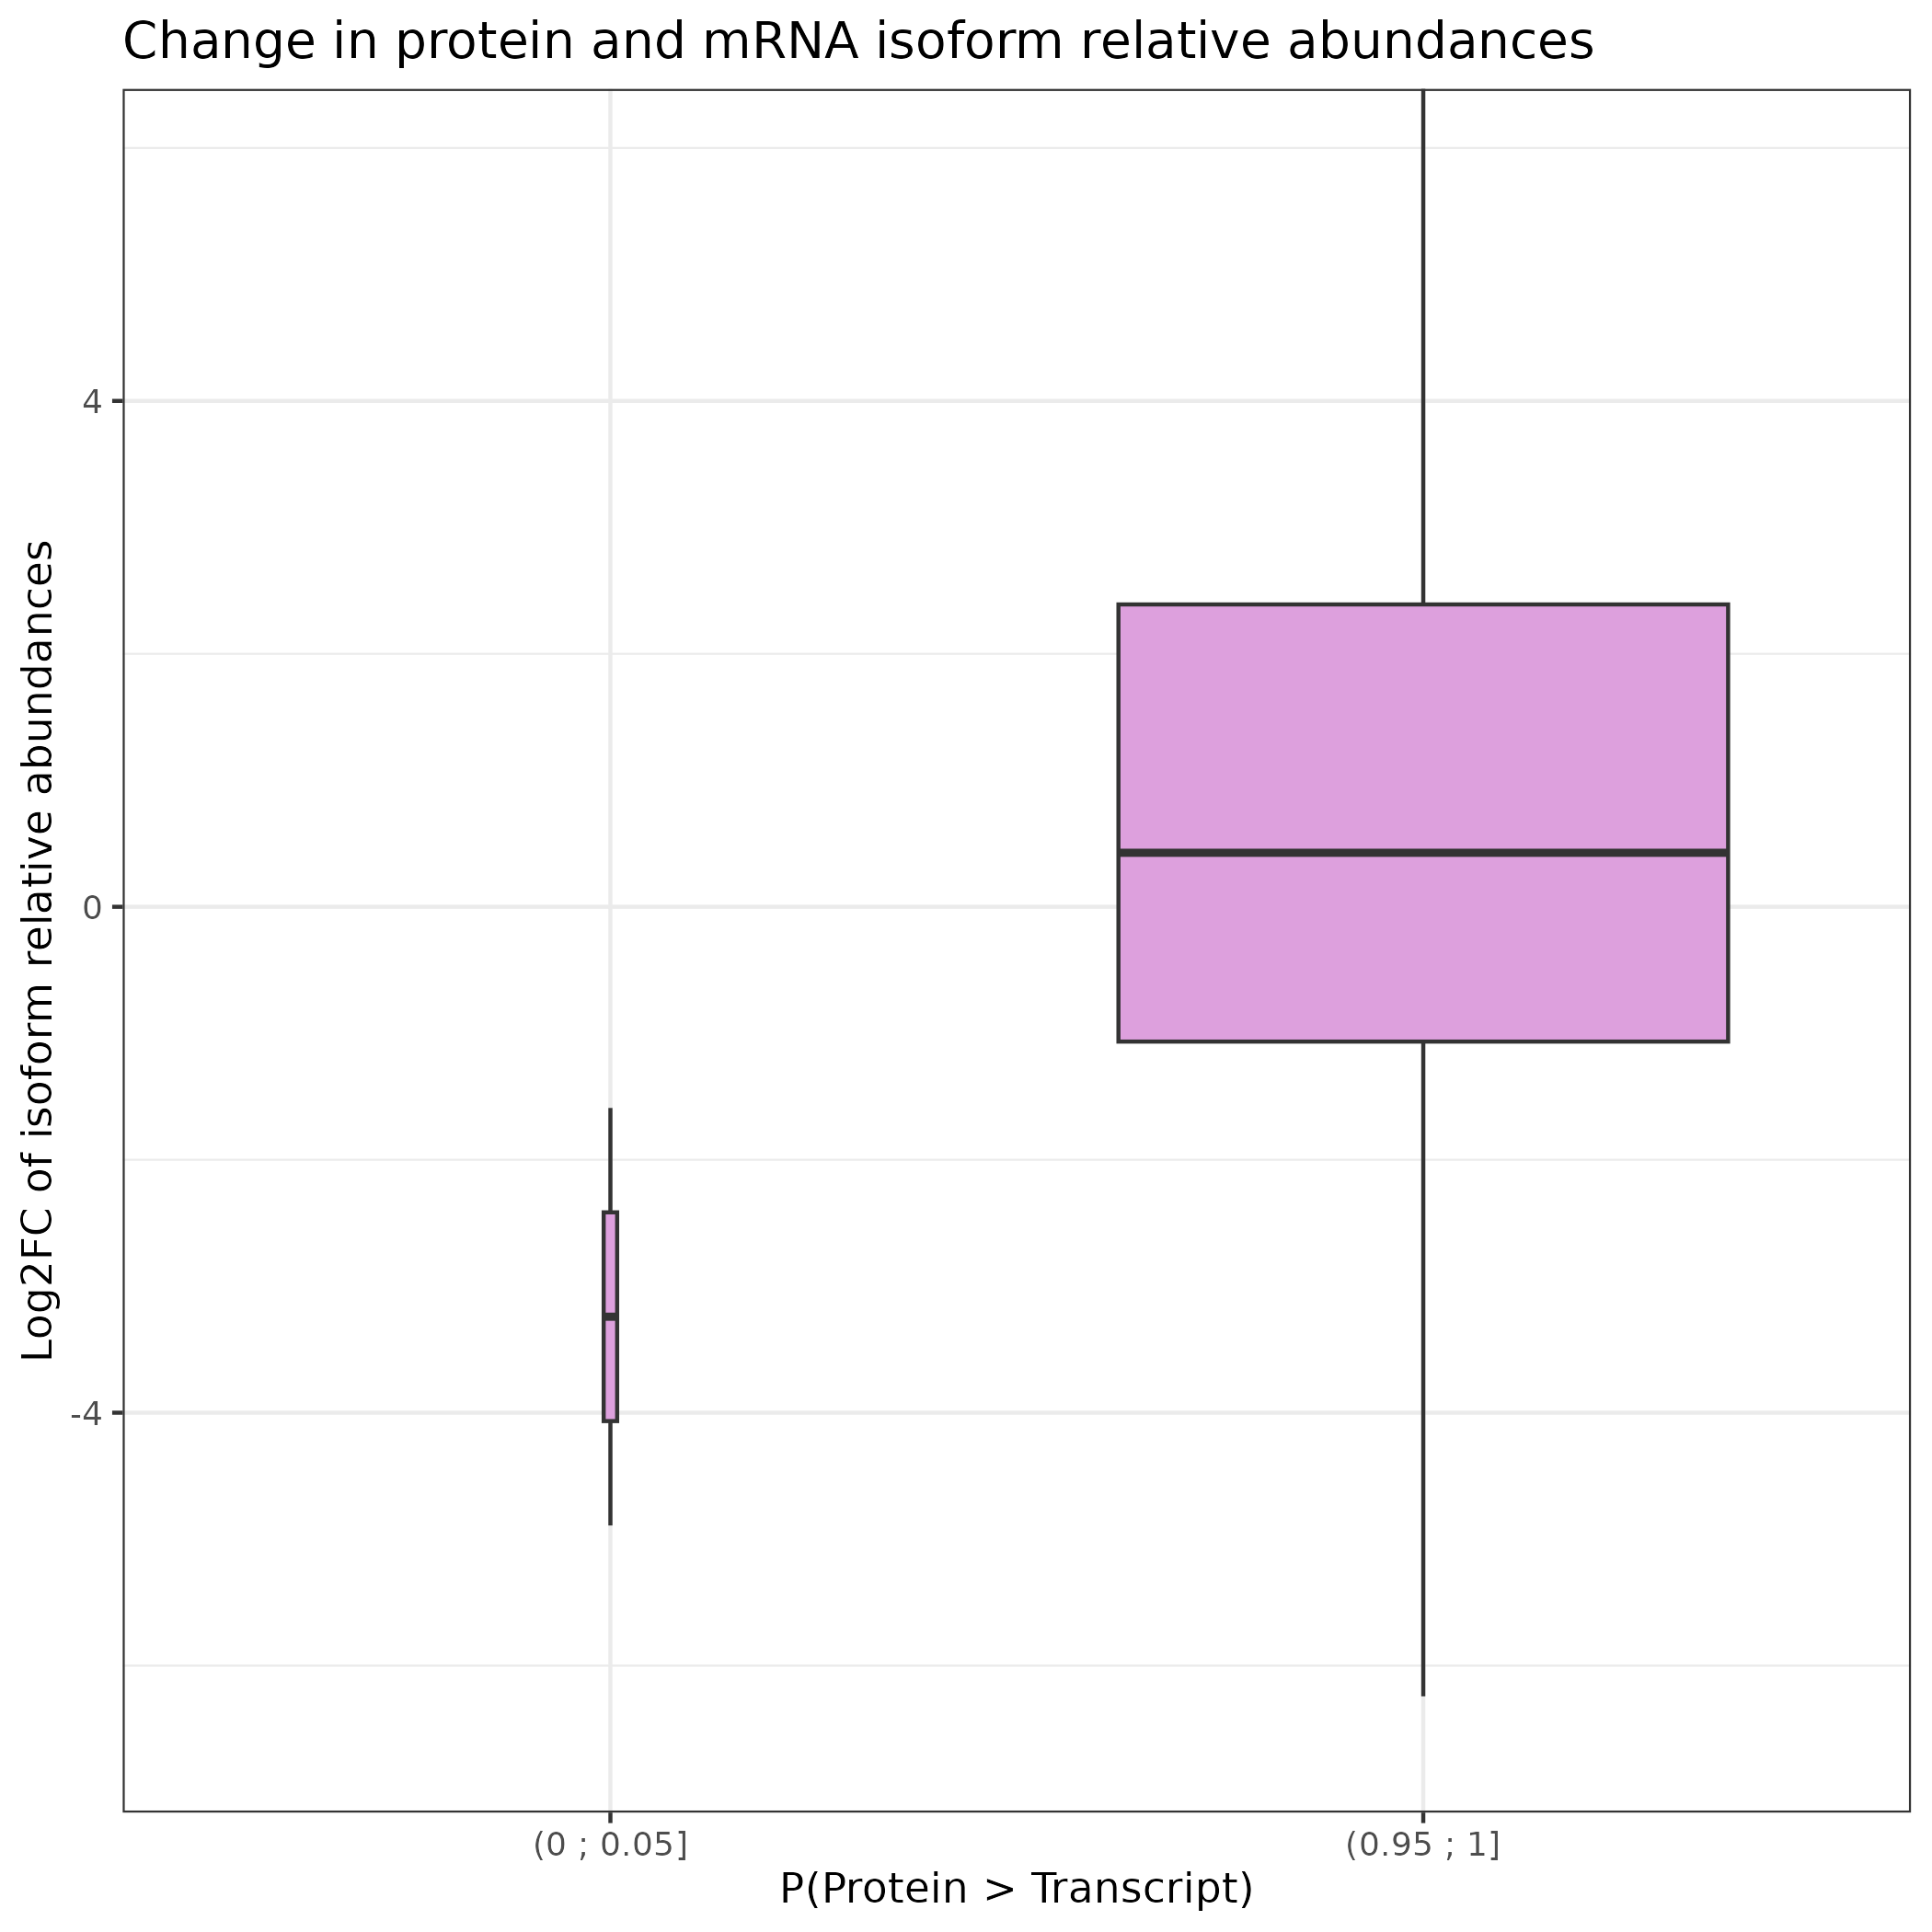 Change in protein and mRNA isoform relative abundances
Log2FC of isoform relative abundances
4
0
-4
(0 ; 0.05]
(0.95 ; 1]
P(Protein > Transcript)